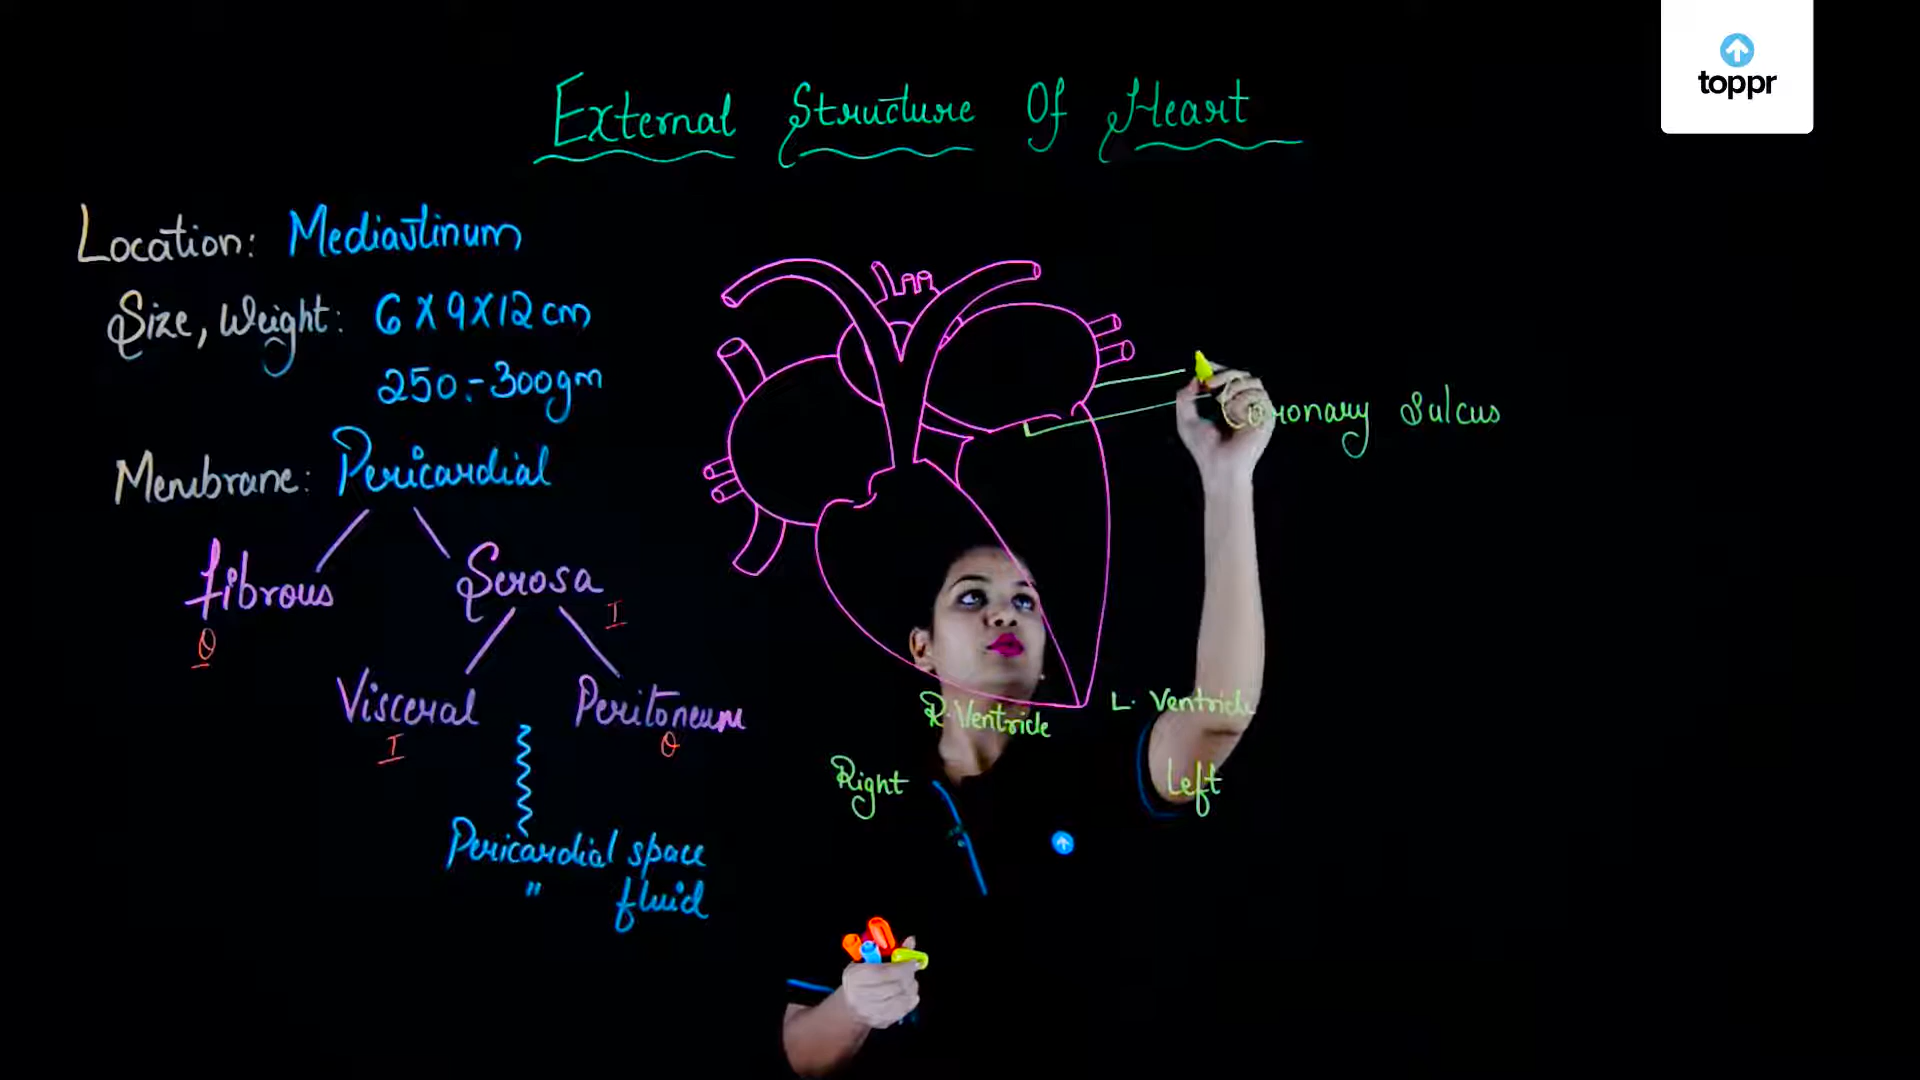 toppr
External Structure Of Heart
Location: Mediastinum
Size, Weight: 6 X 9 X 12 cm
250 - 300gm
Membrane: Pericardial
fibrous
O
Serosa
I
Visceral
I
Peritoneum
O
Pericardial space
" fluid
Coronary Sulcus
R. Ventricle
L. Ventricle
Right
Left